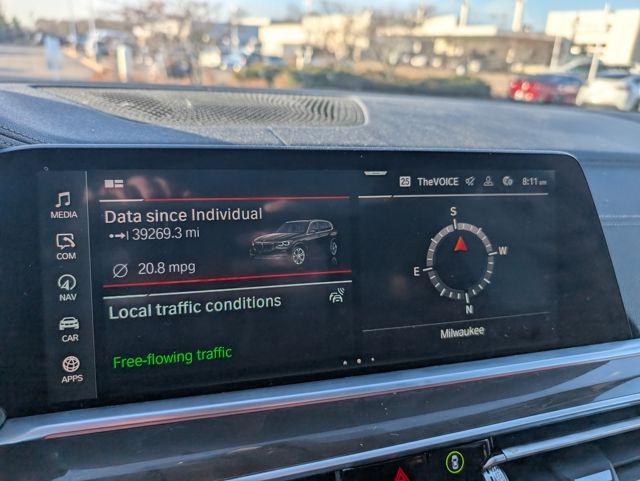 25 TheVOICE 8:11 am
MEDIA
COM
NAV
CAR
APPS
Data since Individual
39269.3 mi
20.8 mpg
Local traffic conditions
Free-flowing traffic
S
E W
N
Milwaukee